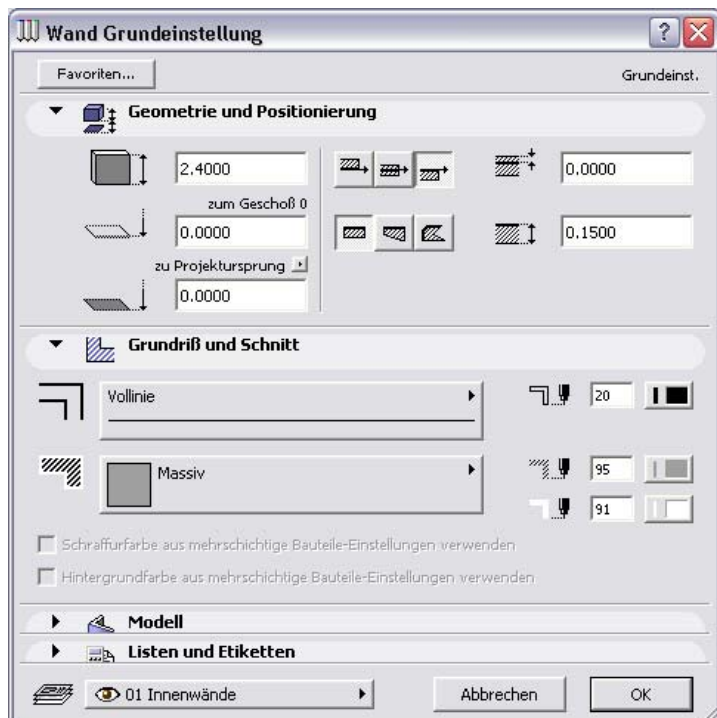 Wand Grundeinstellung
Favoriten...
Grundeinst.
Geometrie und Positionierung
2.4000
0.0000
zum Geschoß 0
0.0000
0.1500
zu Projektursprung
0.0000
Grundriß und Schnitt
Vollinie
20
Massiv
95
91
Schraffurfarbe aus mehrschichtige Bauteile-Einstellungen verwenden
Hintergrundfarbe aus mehrschichtige Bauteile-Einstellungen verwenden
Modell
Listen und Etiketten
01 Innenwände
Abbrechen
OK